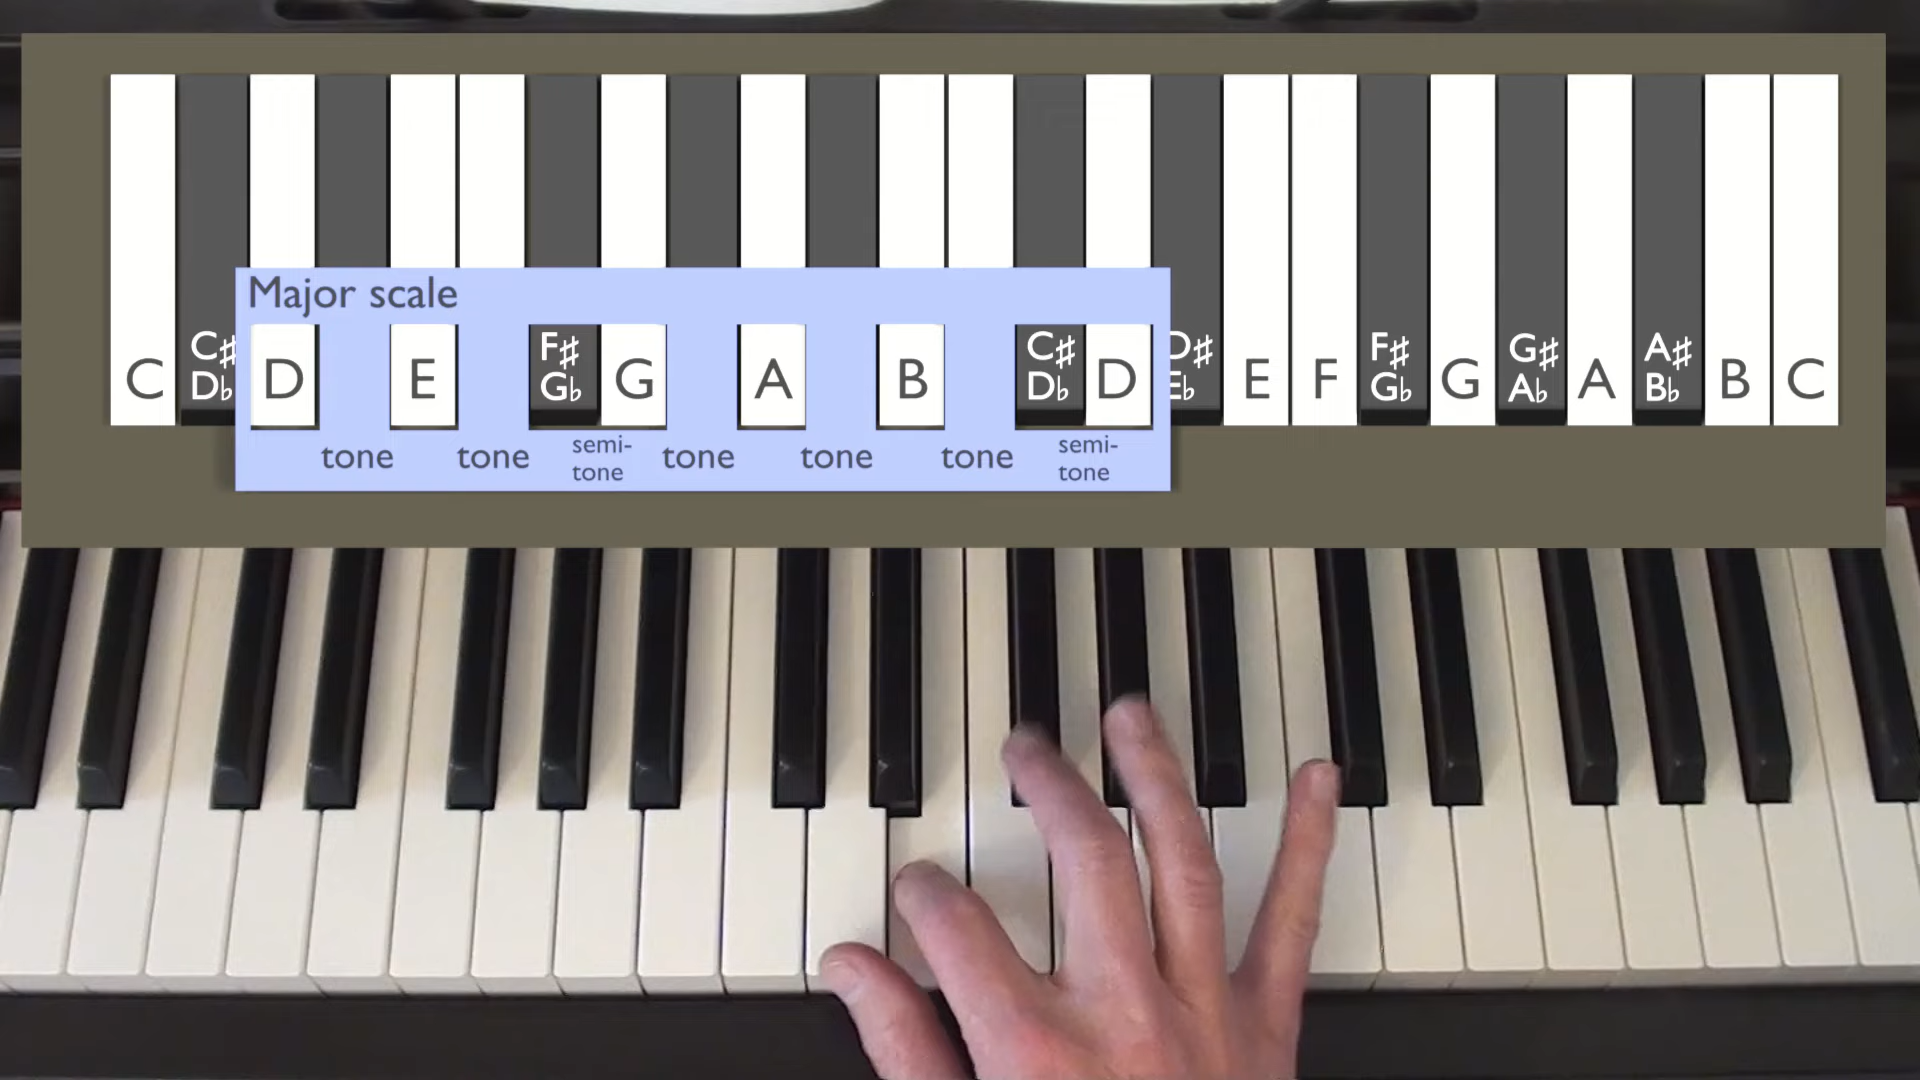 Major scale
C C♯ D♭ D E F♯ G♭ G A B C♯ D♭ D D♯ E♭ E F F♯ G♭ G G♯ A♭ A A♯ B♭ B C
tone tone semi-tone tone tone tone semi-tone